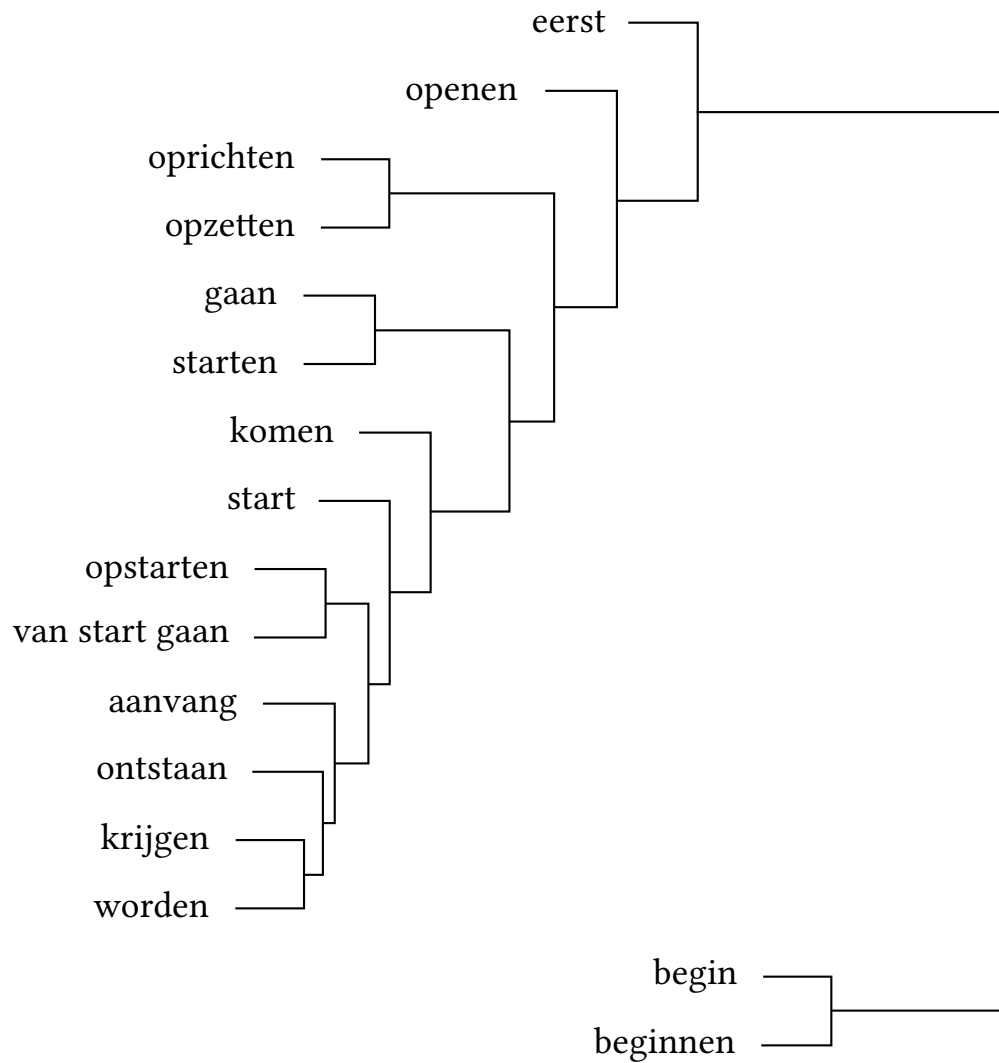 eerst
openen
oprichten
opzetten
gaan
starten
komen
start
opstarten
van start gaan
aanvang
ontstaan
krijgen
worden
begin
beginnen